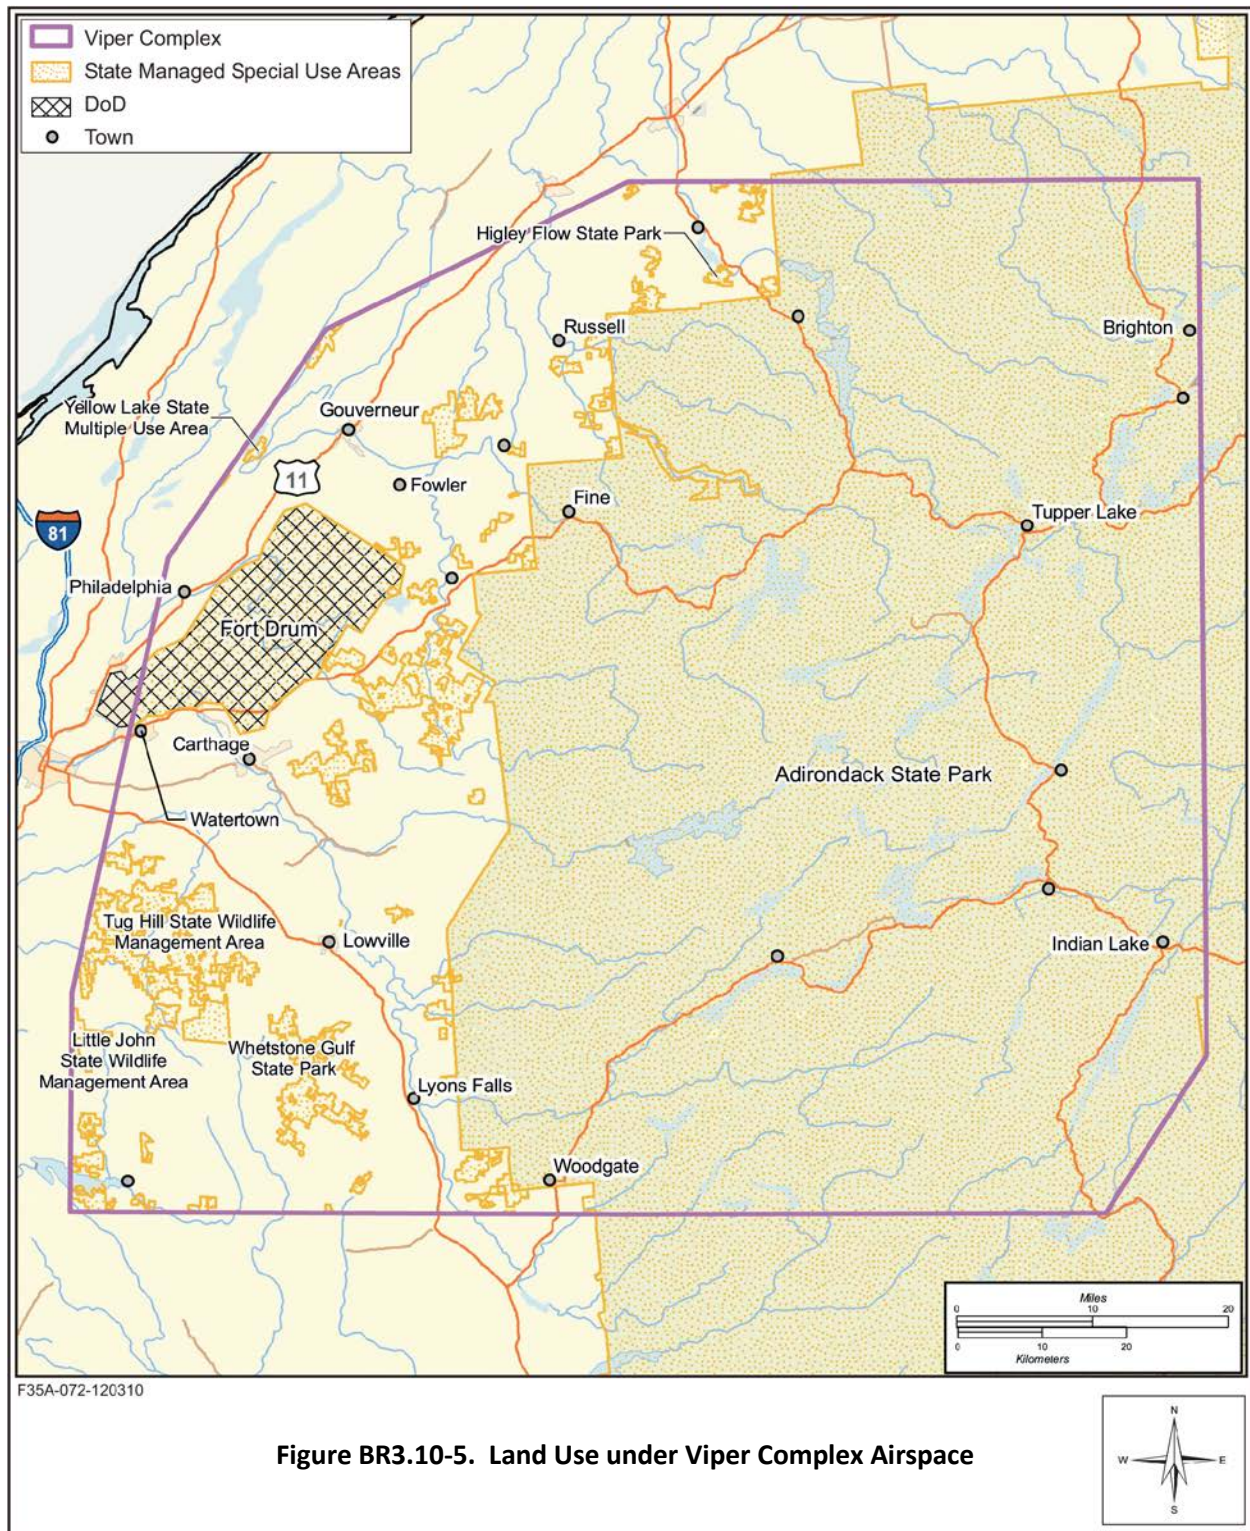 Viper Complex
State Managed Special Use Areas
DoD
Town
Higley Flow State Park
Russell
Brighton
Yellow Lake State
Multiple Use Area
Gouverneur
11
Fowler
Fine
Tupper Lake
81
Philadelphia
Fort Drum
Carthage
Adirondack State Park
Watertown
Tug Hill State Wildlife
Management Area
Lowville
Indian Lake
Little John
State Wildlife
Management Area
Whetstone Gulf
State Park
Lyons Falls
Woodgate
Miles
0 10 20
0 10 20
Kilometers
F35A-072-120310
Figure BR3.10-5. Land Use under Viper Complex Airspace
N
W E
S